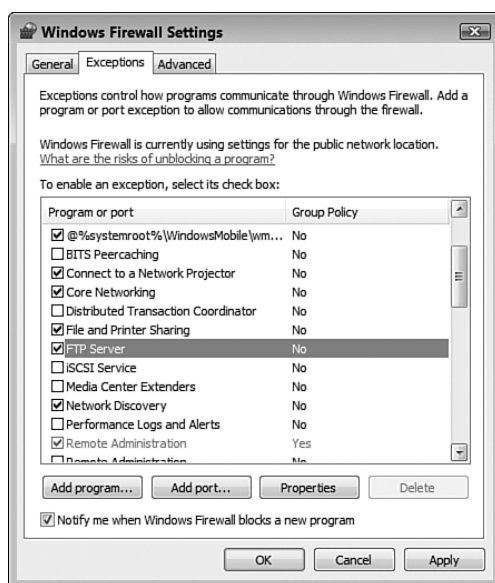 Windows Firewall Settings
General Exceptions Advanced
Exceptions control how programs communicate through Windows Firewall. Add a
program or port exception to allow communications through the firewall.
Windows Firewall is currently using settings for the public network location.
What are the risks of unblocking a program?
To enable an exception, select its check box:
Program or port Group Policy
@%systemroot%\WindowsMobile\wm... No
BITS Peercaching No
Connect to a Network Projector No
Core Networking No
Distributed Transaction Coordinator No
File and Printer Sharing No
FTP Server No
iSCSI Service No
Media Center Extenders No
Network Discovery No
Performance Logs and Alerts No
Remote Administration Yes
Remote Administration No
Add program... Add port... Properties Delete
Notify me when Windows Firewall blocks a new program
OK Cancel Apply